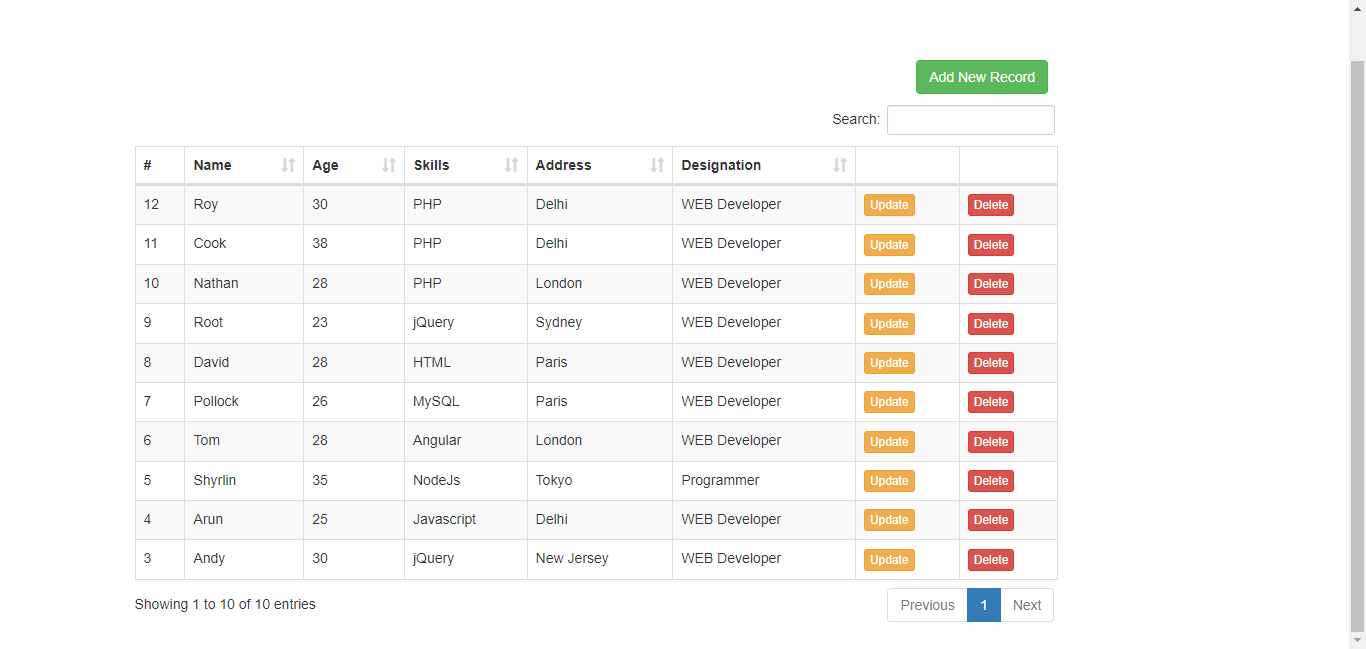 Add New Record
Search:
# Name Age Skills Address Designation
12 Roy 30 PHP Delhi WEB Developer Update Delete
11 Cook 38 PHP Delhi WEB Developer Update Delete
10 Nathan 28 PHP London WEB Developer Update Delete
9 Root 23 jQuery Sydney WEB Developer Update Delete
8 David 28 HTML Paris WEB Developer Update Delete
7 Pollock 26 MySQL Paris WEB Developer Update Delete
6 Tom 28 Angular London WEB Developer Update Delete
5 Shyrlin 35 NodeJs Tokyo Programmer Update Delete
4 Arun 25 Javascript Delhi WEB Developer Update Delete
3 Andy 30 jQuery New Jersey WEB Developer Update Delete
Showing 1 to 10 of 10 entries Previous 1 Next